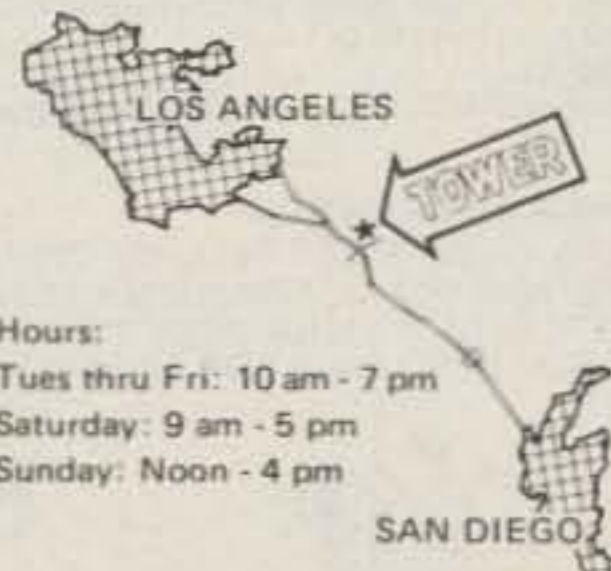 LOS ANGELES
TOWER
Hours:
Tues thru Fri: 10 am - 7 pm
Saturday: 9 am - 5 pm
Sunday: Noon - 4 pm
SAN DIEGO